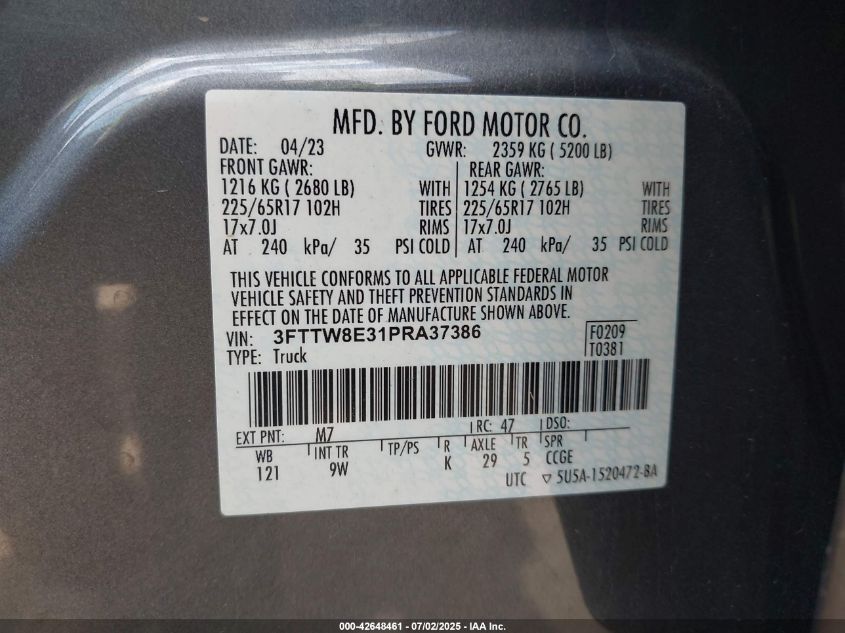 MFD. BY FORD MOTOR CO.
DATE: 04/23 GVWR: 2359 KG ( 5200 LB)
FRONT GAWR: REAR GAWR:
1216 KG ( 2680 LB) WITH 1254 KG ( 2765 LB) WITH
225/65R17 102H TIRES 225/65R17 102H TIRES
17x7.0J RIMS 17x7.0J RIMS
AT 240 kPa/ 35 PSI COLD AT 240 kPa/ 35 PSI COLD
THIS VEHICLE CONFORMS TO ALL APPLICABLE FEDERAL MOTOR
VEHICLE SAFETY AND THEFT PREVENTION STANDARDS IN
EFFECT ON THE DATE OF MANUFACTURE SHOWN ABOVE.
VIN: 3FTTW8E31PRA37386 F0209
TYPE: Truck T0381
EXT PNT: M7 RC: 47 DSO:
WB INT TR TP/PS R AXLE TR SPR
121 9W K 29 5 CCGE
UTC ▽ 5U5A-1520472-BA
000-42648461 - 07/02/2025 - IAA Inc.